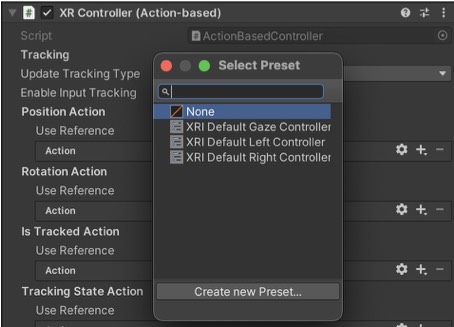 XR Controller (Action-based)
Script
ActionBasedController
Tracking
Update Tracking Type
Enable Input Tracking
Position Action
Use Reference
Action
Rotation Action
Use Reference
Action
Is Tracked Action
Use Reference
Action
Tracking State Action
Use Reference
Select Preset
None
XRI Default Gaze Controller
XRI Default Left Controller
XRI Default Right Controller
Create new Preset...